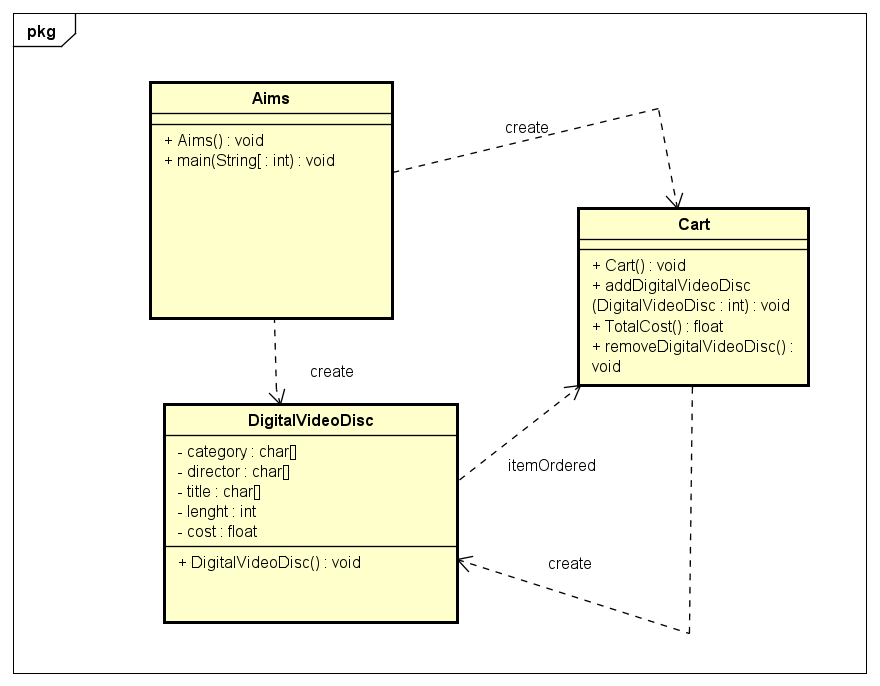 pkg
Aims
+ Aims() : void
+ main(String[ : int) : void
create
Cart
+ Cart() : void
+ addDigitalVideoDisc
(DigitalVideoDisc : int) : void
+ TotalCost() : float
+ removeDigitalVideoDisc() :
void
create
DigitalVideoDisc
- category : char[]
- director : char[]
- title : char[]
- lenght : int
- cost : float
+ DigitalVideoDisc() : void
itemOrdered
create